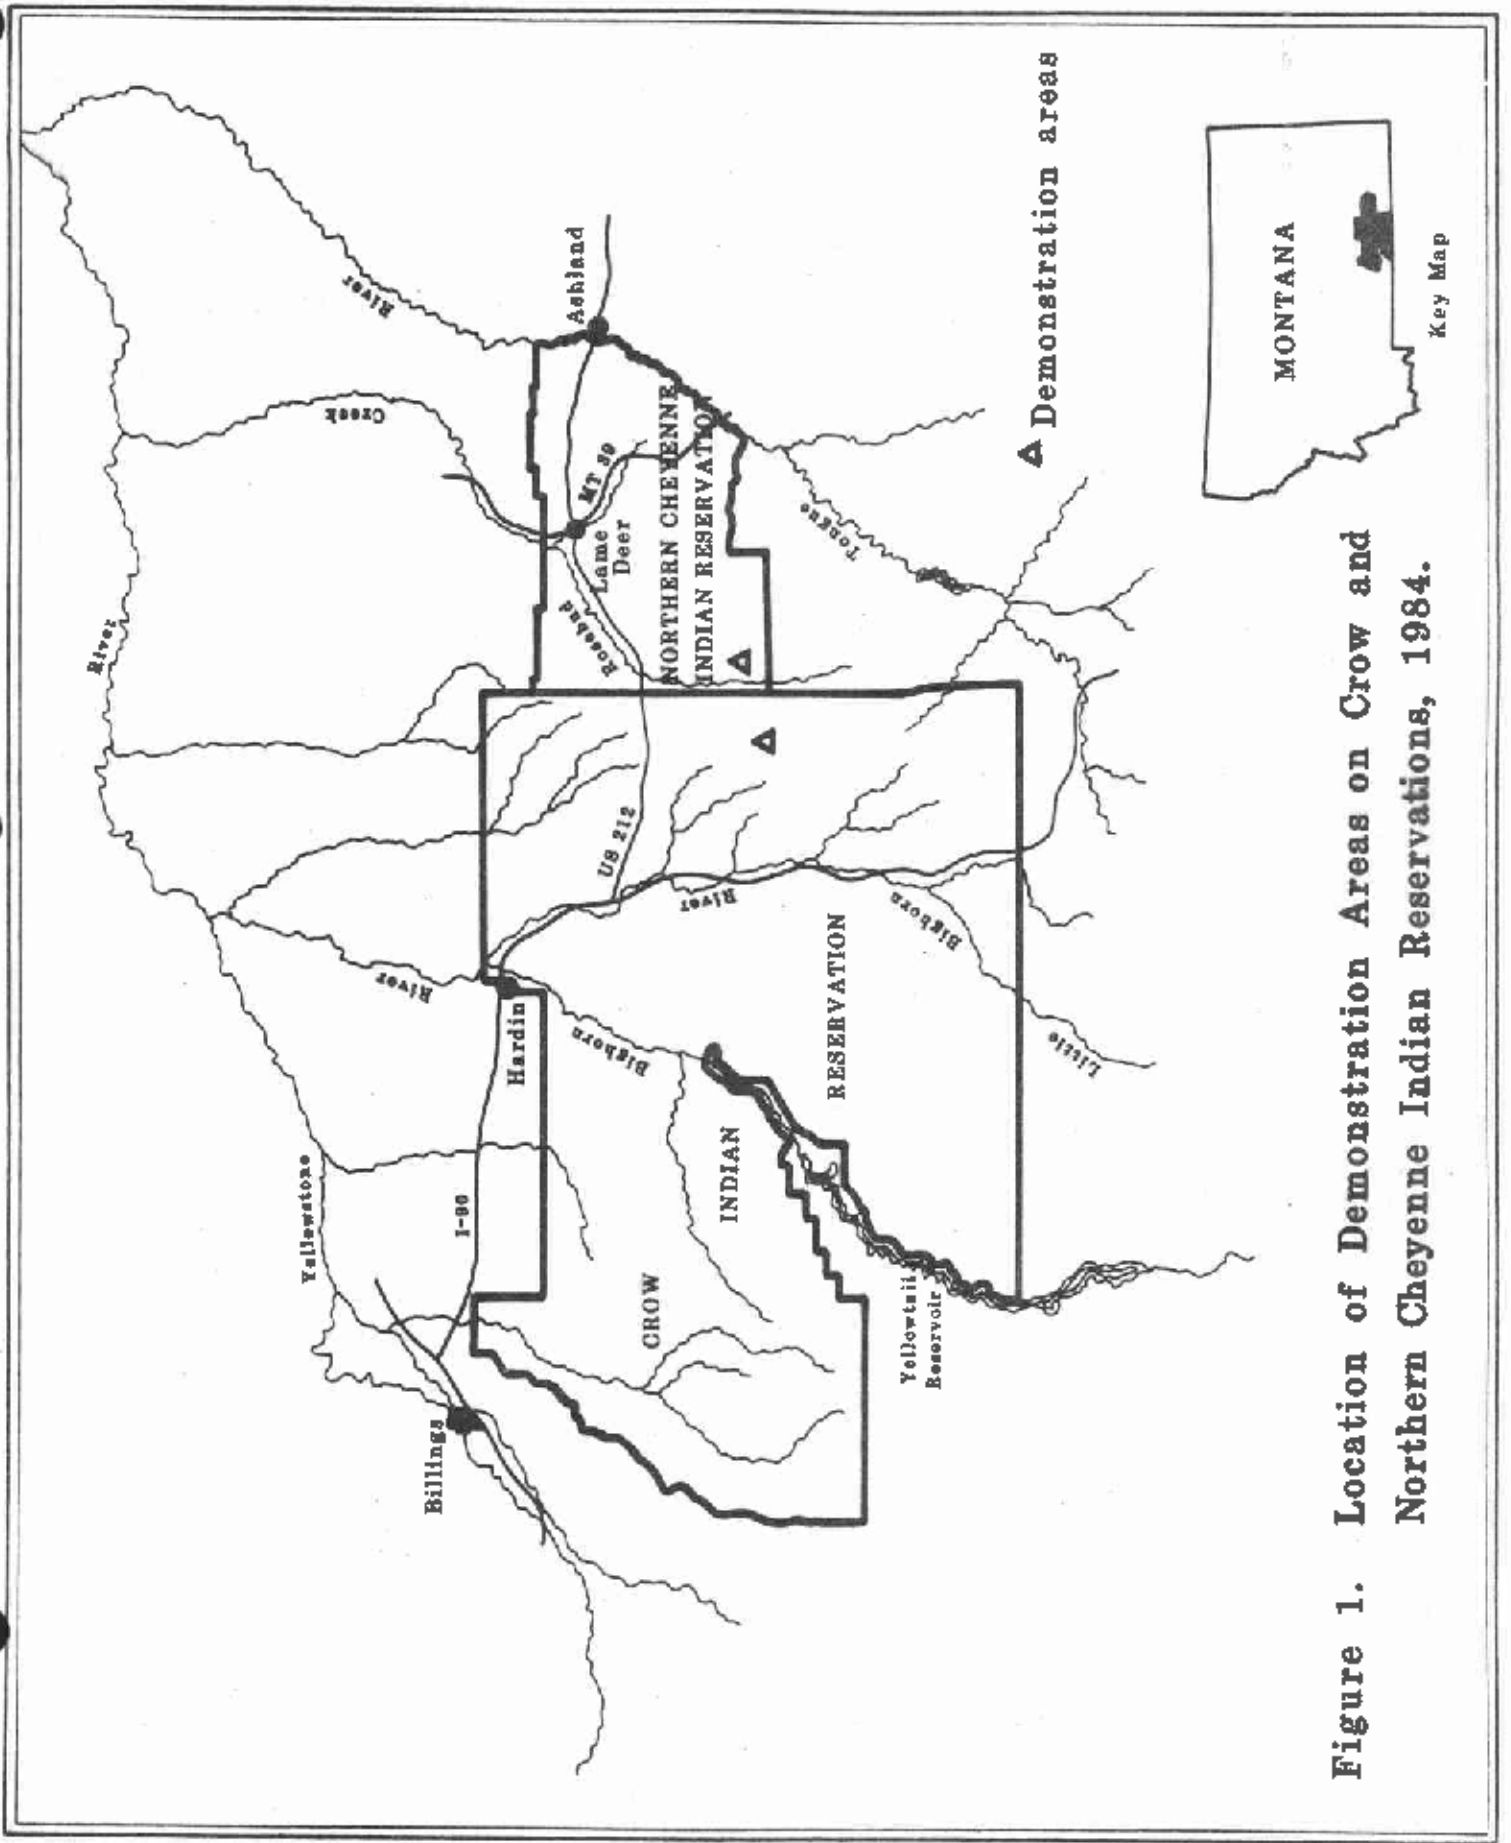 River
Yellowstone
River
Creek
River
Ashland
MT 39
Lame
Deer
Rosebud
NORTHERN CHEYENNE
INDIAN RESERVATION
Tongue
US 212
River
Bighorn
Little
Hardin
Bighorn
I-90
Billings
CROW
INDIAN
RESERVATION
Yellowtail
Reservoir
Demonstration areas
MONTANA
Key Map
Figure 1. Location of Demonstration Areas on Crow and
Northern Cheyenne Indian Reservations, 1984.